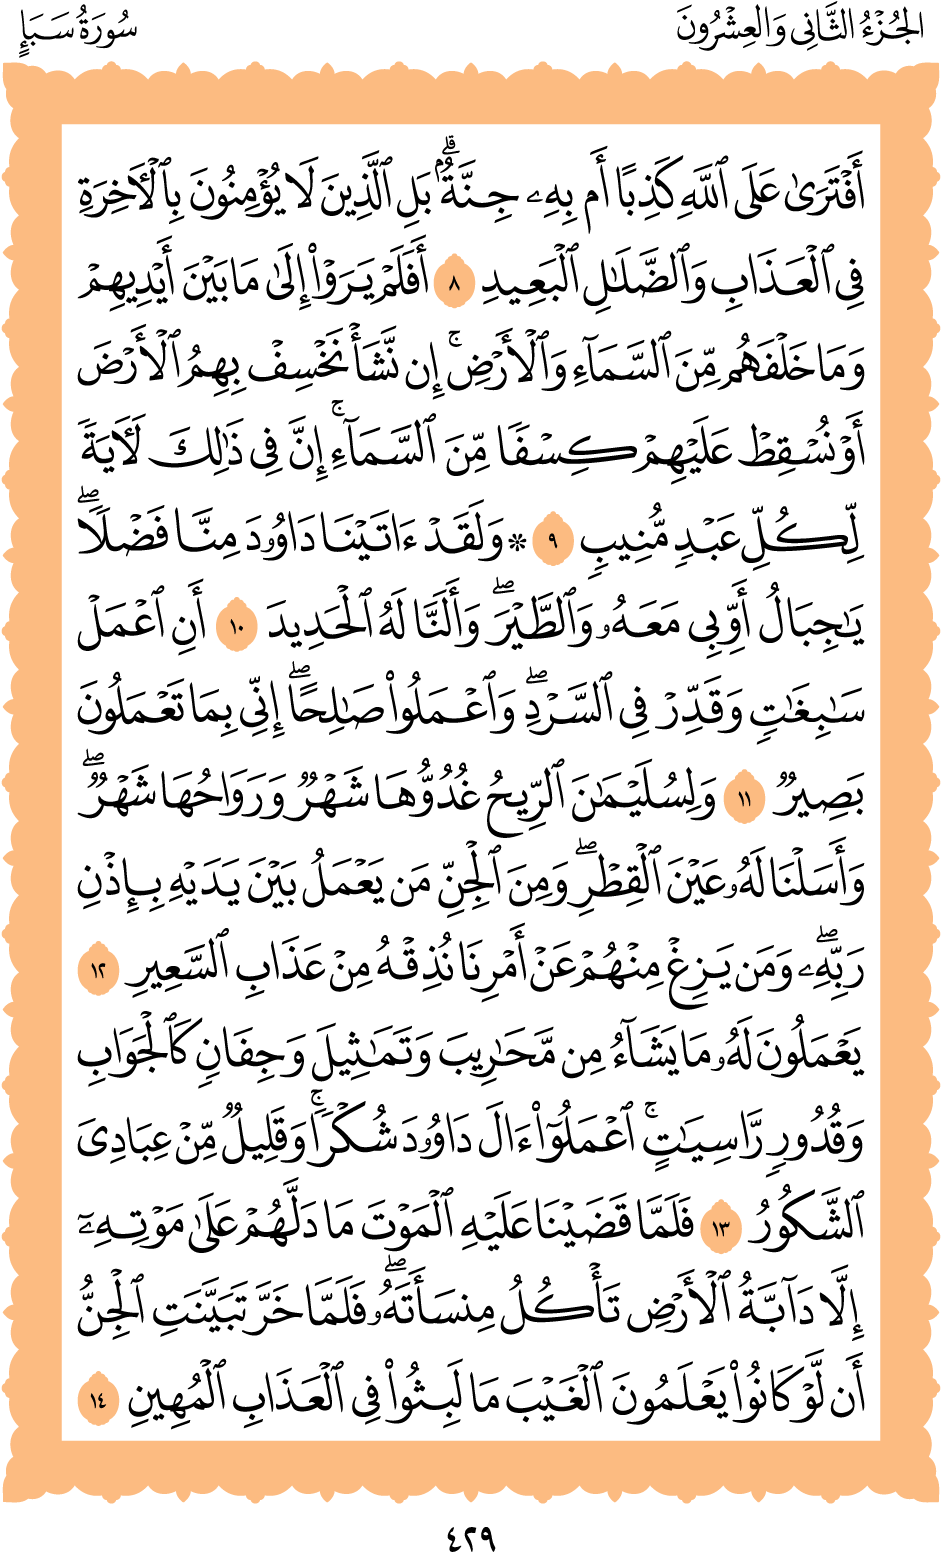 الجُزْءُ الثَّانِي وَالعِشْرُونَ
سُورَةُ سَبَإٍ
أَفْتَرَىٰ عَلَى ٱللَّهِ كَذِبًا أَم بِهِۦ جِنَّةٌۢۗ بَلِ ٱلَّذِينَ لَا يُؤْمِنُونَ بِٱلْأَخِرَةِ
فِي ٱلْعَذَابِ وَٱلضَّلَٰلِ ٱلْبَعِيدِ ٨ أَفَلَمْ يَرَوْا۟ إِلَىٰ مَا بَيْنَ أَيْدِيهِمْ
وَمَا خَلْفَهُم مِّنَ ٱلسَّمَآءِ وَٱلْأَرْضِۚ إِن نَّشَأْ نَخْسِفْ بِهِمُ ٱلْأَرْضَ
أَوْ نُسْقِطْ عَلَيْهِمْ كِسَفًا مِّنَ ٱلسَّمَآءِۚ إِنَّ فِي ذَٰلِكَ لَأَيَةً
لِّكُلِّ عَبْدٍ مُّنِيبٍ ٩ ۞ وَلَقَدْ ءَاتَيْنَا دَاوُۥدَ مِنَّا فَضْلًاۖ
يَٰجِبَالُ أَوِّبِي مَعَهُۥ وَٱلطَّيْرَۖ وَأَلَنَّا لَهُ ٱلْحَدِيدَ ١٠ أَنِ ٱعْمَلْ
سَٰبِغَٰتٍ وَقَدِّرْ فِي ٱلسَّرْدِۖ وَٱعْمَلُوا۟ صَٰلِحًاۖ إِنِّي بِمَا تَعْمَلُونَ
بَصِيرٌ ١١ وَلِسُلَيْمَٰنَ ٱلرِّيحَ غُدُوُّهَا شَهْرٌ وَرَوَاحُهَا شَهْرٌۖ
وَأَسَلْنَا لَهُۥ عَيْنَ ٱلْقِطْرِۖ وَمِنَ ٱلْجِنِّ مَن يَعْمَلُ بَيْنَ يَدَيْهِ بِإِذْنِ
رَبِّهِۦۖ وَمَن يَزِغْ مِنْهُمْ عَنْ أَمْرِنَا نُذِقْهُ مِنْ عَذَابِ ٱلسَّعِيرِ ١٢
يَعْمَلُونَ لَهُۥ مَا يَشَآءُ مِن مَّحَٰرِيبَ وَتَمَٰثِيلَ وَجِفَانٍ كَٱلْجَوَابِ
وَقُدُورٍ رَّاسِيَٰتٍۚ ٱعْمَلُوٓا۟ ءَالَ دَاوُۥدَ شُكْرًاۚ وَقَلِيلٌ مِّنْ عِبَادِيَ
ٱلشَّكُورُ ١٣ فَلَمَّا قَضَيْنَا عَلَيْهِ ٱلْمَوْتَ مَا دَلَّهُمْ عَلَىٰ مَوْتِهِۦٓ
إِلَّا دَآبَّةُ ٱلْأَرْضِ تَأْكُلُ مِنسَأَتَهُۥۖ فَلَمَّا خَرَّ تَبَيَّنَتِ ٱلْجِنُّ
أَن لَّوْ كَانُوا۟ يَعْلَمُونَ ٱلْغَيْبَ مَا لَبِثُوا۟ فِي ٱلْعَذَابِ ٱلْمُهِينِ ١٤
٤٢٩